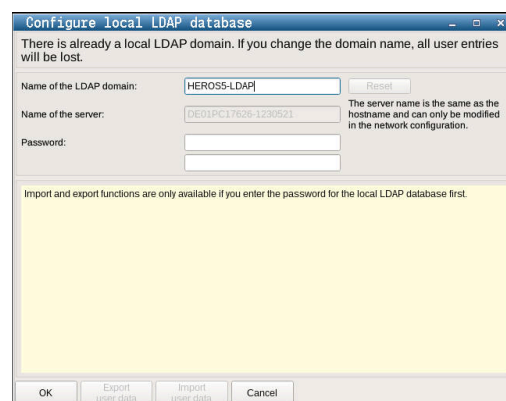 Configure local LDAP database
There is already a local LDAP domain. If you change the domain name, all user entries
will be lost.
Name of the LDAP domain:
HEROS5-LDAP
Reset
Name of the server:
DE01PC17626-1230521
The server name is the same as the
hostname and can only be modified
in the network configuration.
Password:
Import and export functions are only available if you enter the password for the local LDAP database first.
OK
Export
user data
Import
user data
Cancel